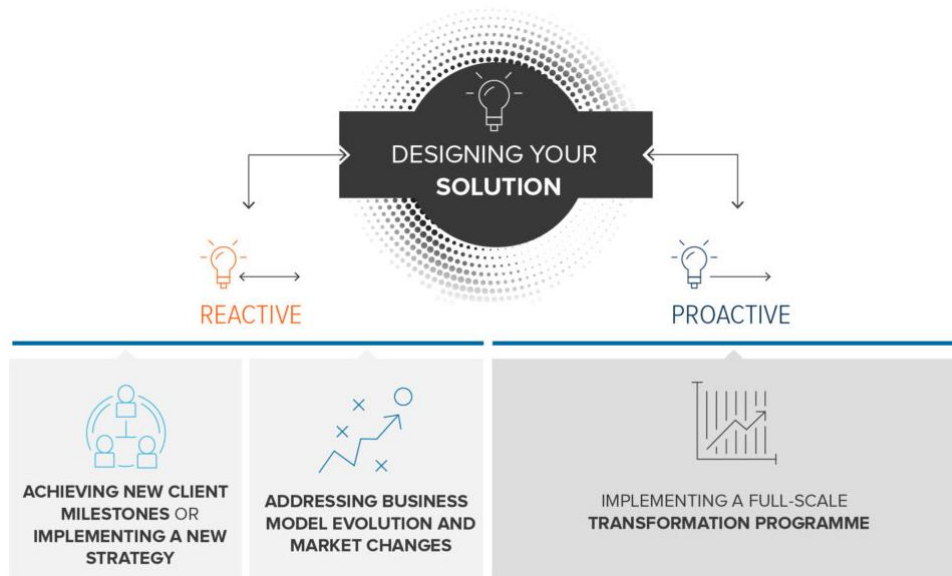 DESIGNING YOUR
SOLUTION
REACTIVE
PROACTIVE
ACHIEVING NEW CLIENT
MILESTONES OR
IMPLEMENTING A NEW
STRATEGY
ADDRESSING BUSINESS
MODEL EVOLUTION AND
MARKET CHANGES
IMPLEMENTING A FULL-SCALE
TRANSFORMATION PROGRAMME